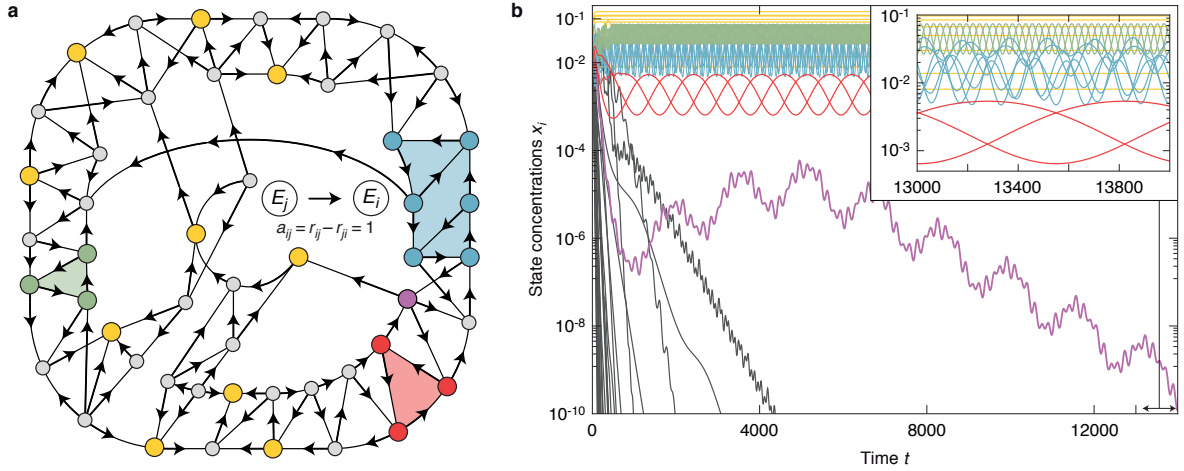 a
E_j → E_i
a_ij = r_ij − r_ji = 1
b
State concentrations x_i
10^-1
10^-2
10^-4
10^-6
10^-8
10^-10
0
4000
8000
12000
Time t
10^-1
10^-2
10^-3
13000
13400
13800